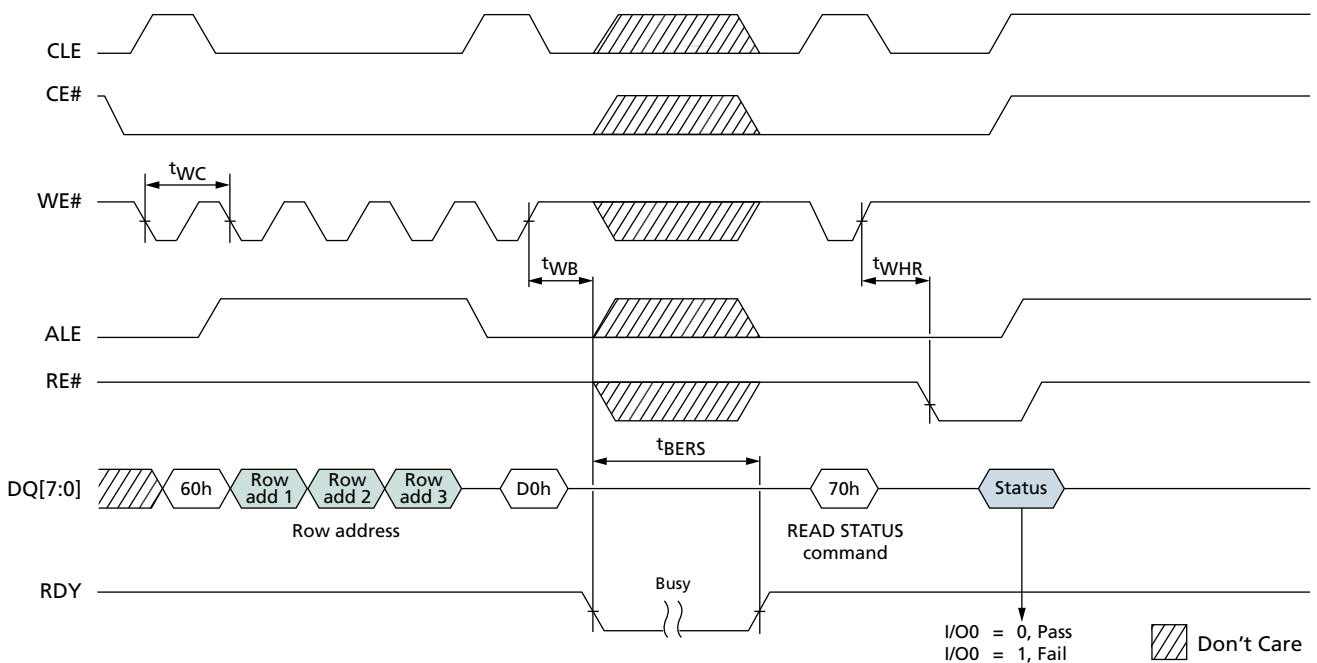 CLE
CE#
tWC
WE#
tWB
tWHR
ALE
RE#
tBERS
DQ[7:0]
60h
Row add 1
Row add 2
Row add 3
D0h
70h
Status
Row address
READ STATUS
command
RDY
Busy
I/O0 = 0, Pass
I/O0 = 1, Fail
Don't Care